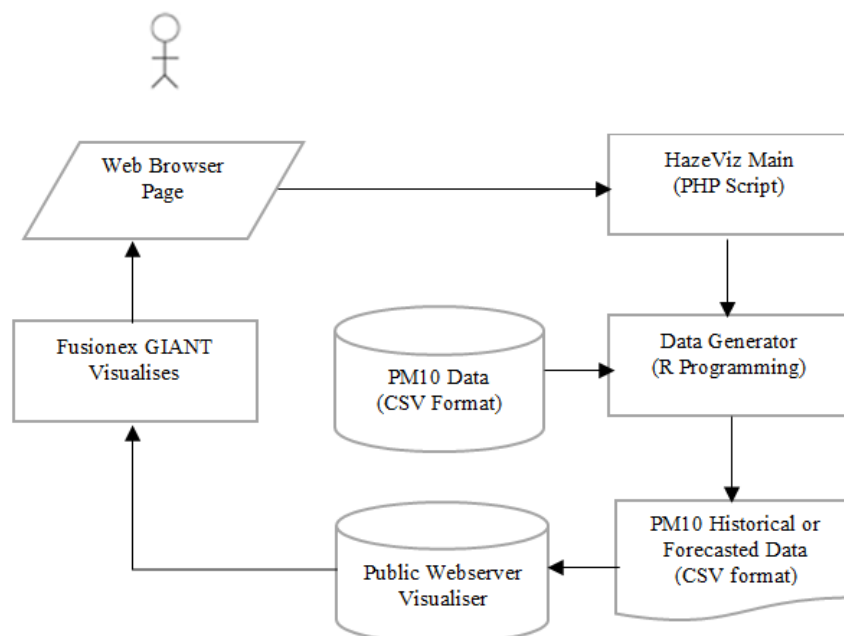 Web Browser
Page
HazeViz Main
(PHP Script)
Fusionex GIANT
Visualises
PM10 Data
(CSV Format)
Data Generator
(R Programming)
Public Webserver
Visualiser
PM10 Historical or
Forecasted Data
(CSV format)